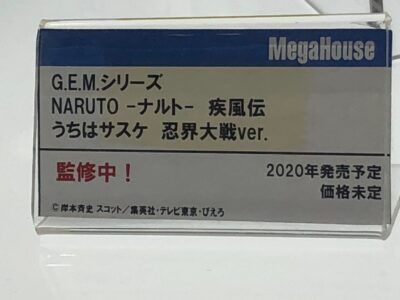 MegaHouse
G.E.M.シリーズ
NARUTO -ナルト- 疾風伝
うちはサスケ 忍界大戦ver.
監修中！
2020年発売予定
価格未定
©岸本斉史 スコット／集英社・テレビ東京・ぴえろ